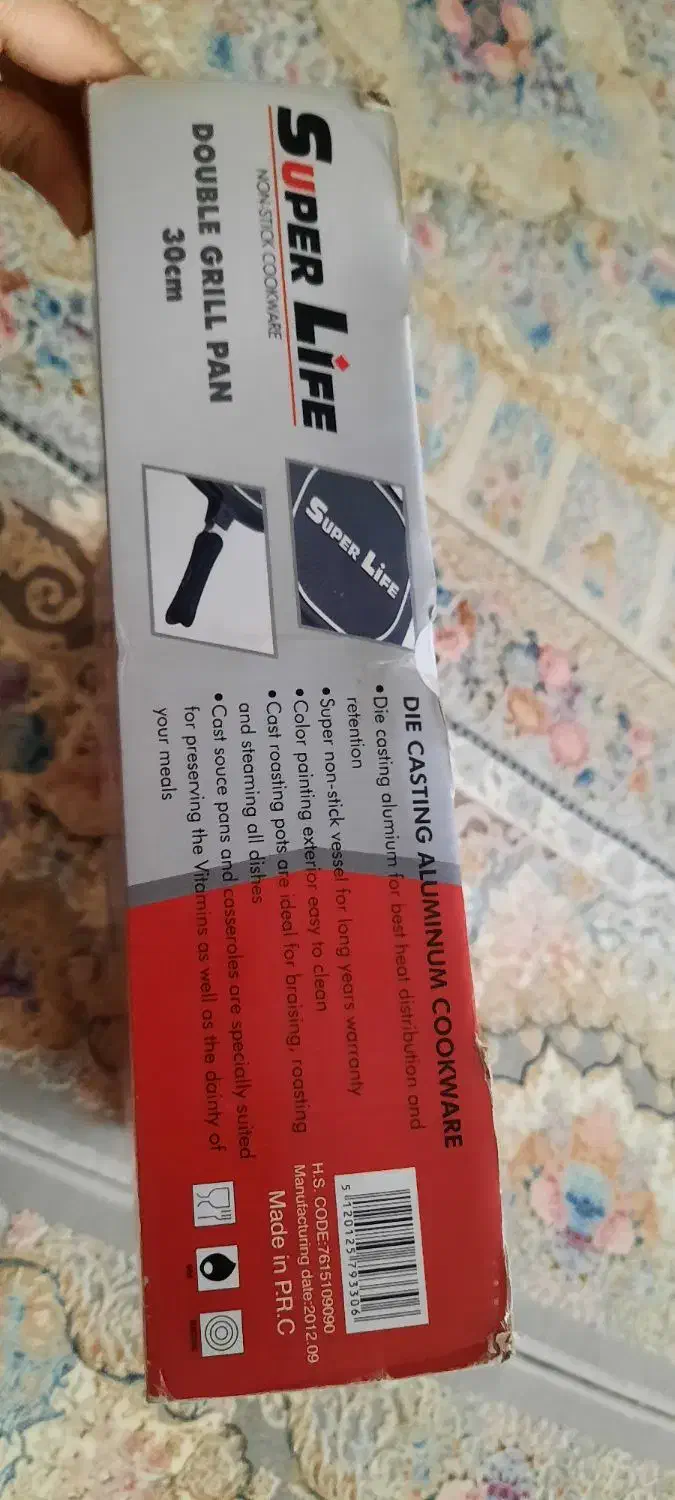 SUPER LIFE
NON-STICK COOKWARE
DOUBLE GRILL PAN
30cm
SUPER LIFE
DIE CASTING ALUMINUM COOKWARE
•Die casting alumium for best heat distribution and
retention
•Super non-stick vessel for long years warranty
•Color painting exterior easy to clean
•Cast roasting pots are ideal for braising, roasting
and steaming all dishes
•Cast souce pans and casseroles are specially suited
for preserving the Vitamins as well as the dainty of
your meals
5 120125 793306
H.S. CODE:7615109090
Manufacturing date:2012.09
Made in P.R.C